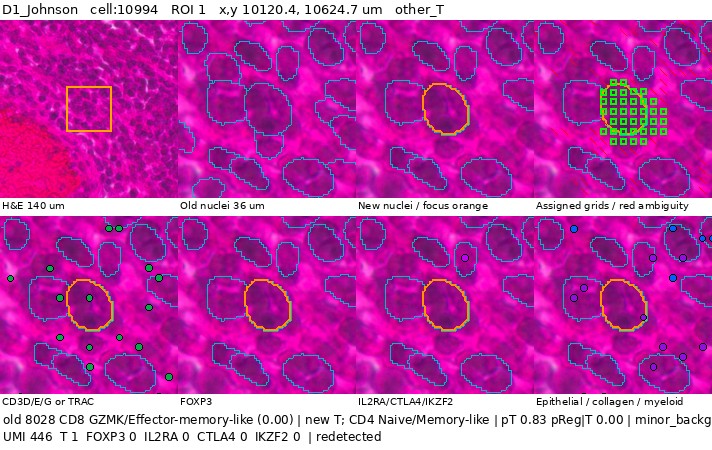 D1_Johnson cell:10994 ROI 1 x,y 10120.4, 10624.7 um other_T
H&E 140 um
Old nuclei 36 um
New nuclei / focus orange
Assigned grids / red ambiguity
CD3D/E/G or TRAC
FOXP3
IL2RA/CTLA4/IKZF2
Epithelial / collagen / myeloid
old 8028 CD8 GZMK/Effector-memory-like (0.00) | new T; CD4 Naive/Memory-like | pT 0.83 pReg|T 0.00 | minor_backg
UMI 446 T 1 FOXP3 0 IL2RA 0 CTLA4 0 IKZF2 0 | redetected